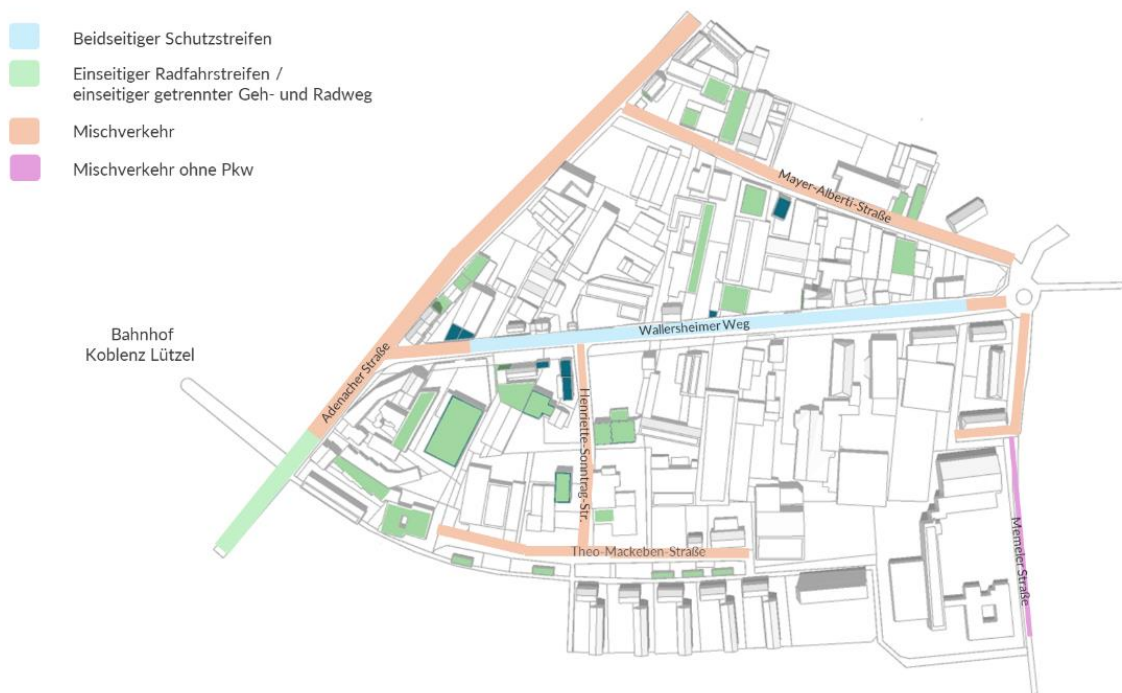 Beidseitiger Schutzstreifen
Einseitiger Radfahrstreifen /
einseitiger getrennter Geh- und Radweg
Mischverkehr
Mischverkehr ohne Pkw
Mayer-Alberti-Straße
Wallersheimer Weg
Bahnhof
Koblenz Lützel
Adenacher Straße
Henriette-Sonntrag-Str.
Theo-Mackeben-Straße
Memeler Straße